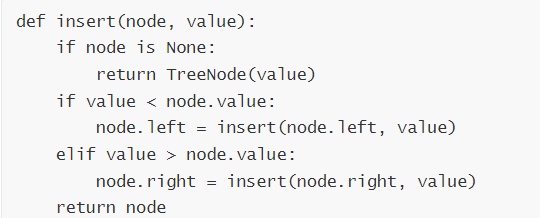 def insert(node, value):
    if node is None:
        return TreeNode(value)
    if value < node.value:
        node.left = insert(node.left, value)
    elif value > node.value:
        node.right = insert(node.right, value)
    return node